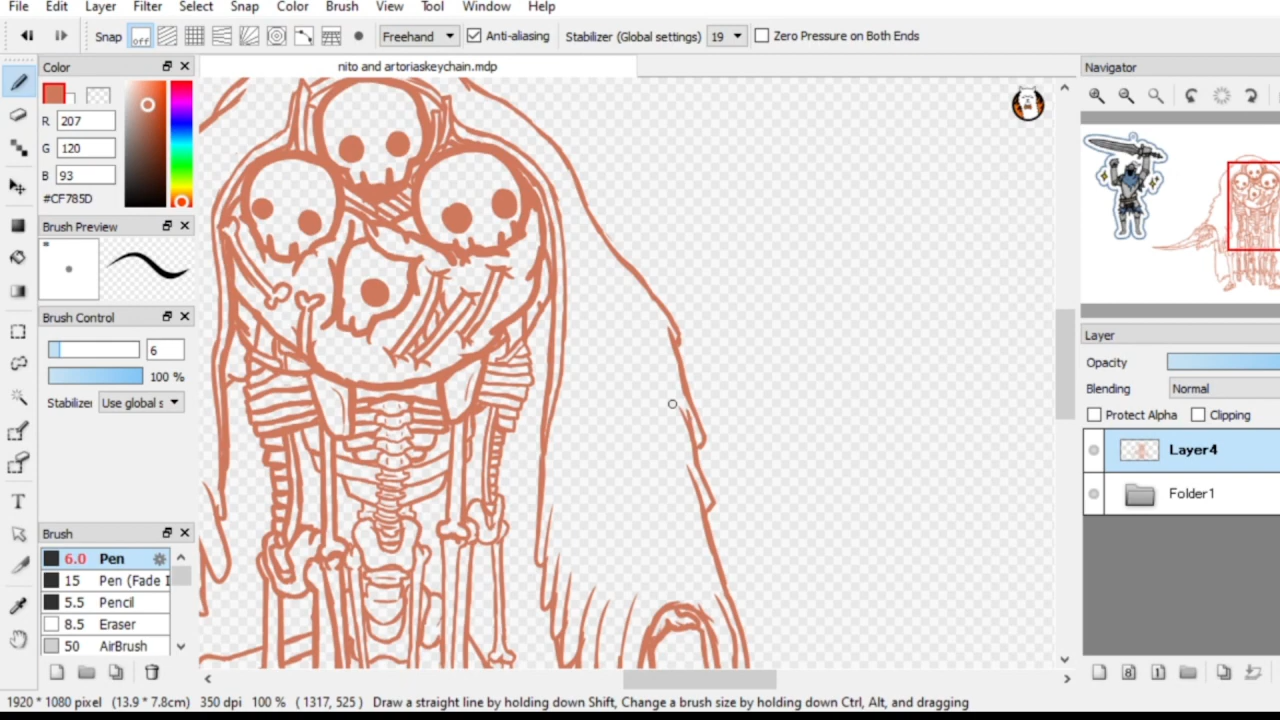 File Edit Layer Filter Select Snap Color Brush View Tool Window Help
Snap off Freehand Anti-aliasing Stabilizer (Global settings) 19 Zero Pressure on Both Ends
Color
nito and artoriaskeychain.mdp
Navigator
R 207
G 120
B 93
#CF785D
Brush Preview
Brush Control
6
100 %
Stabilizer Use global s
Layer
Opacity
Blending Normal
Protect Alpha Clipping
Layer4
Folder1
Brush
6.0 Pen
15 Pen (Fade I
5.5 Pencil
8.5 Eraser
50 AirBrush
1920 * 1080 pixel (13.9 * 7.8cm) 350 dpi 100 % ( 1317, 525 ) Draw a straight line by holding down Shift, Change a brush size by holding down Ctrl, Alt, and dragging